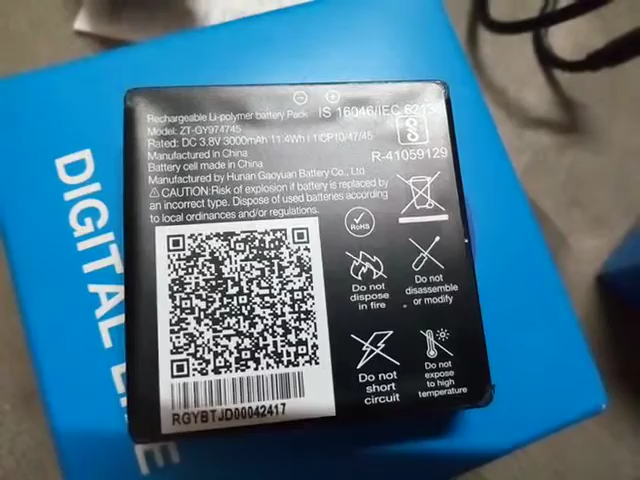 Rechargeable Li-polymer battery Pack
IS 16046/IEC 6213
Model: ZT-GY974745
Rated: DC 3.8V 3000mAh 11.4Wh 1ICP10/47/45
R-41059129
Manufactured in China
Battery cell made in China
Manufactured by Hunan Gaoyuan Battery Co., Ltd
CAUTION:Risk of explosion if battery is replaced by
an incorrect type. Dispose of used batteries according
to local ordinances and/or regulations.
RoHS
Do not
dispose
in fire
Do not
disassemble
or modify
Do not
short
circuit
Do not
expose
to high
temperature
RGYBTJD00042417
DIGITAL